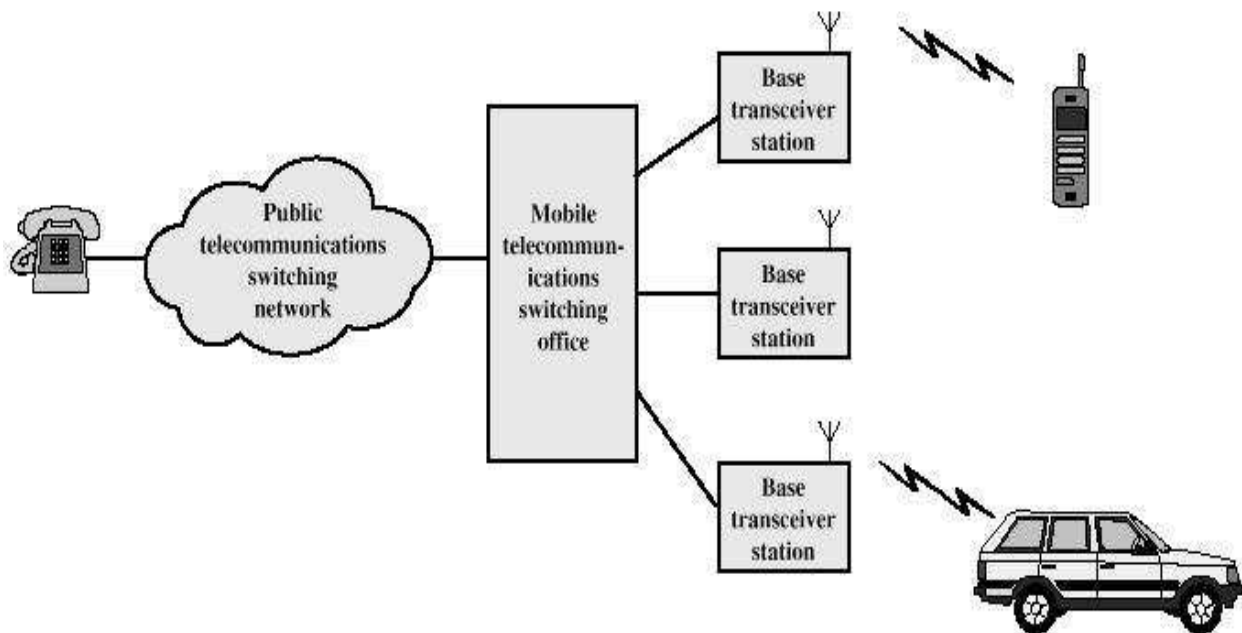 Public
telecommunications
switching
network
Mobile
telecommun-
ications
switching
office
Base
transceiver
station
Base
transceiver
station
Base
transceiver
station